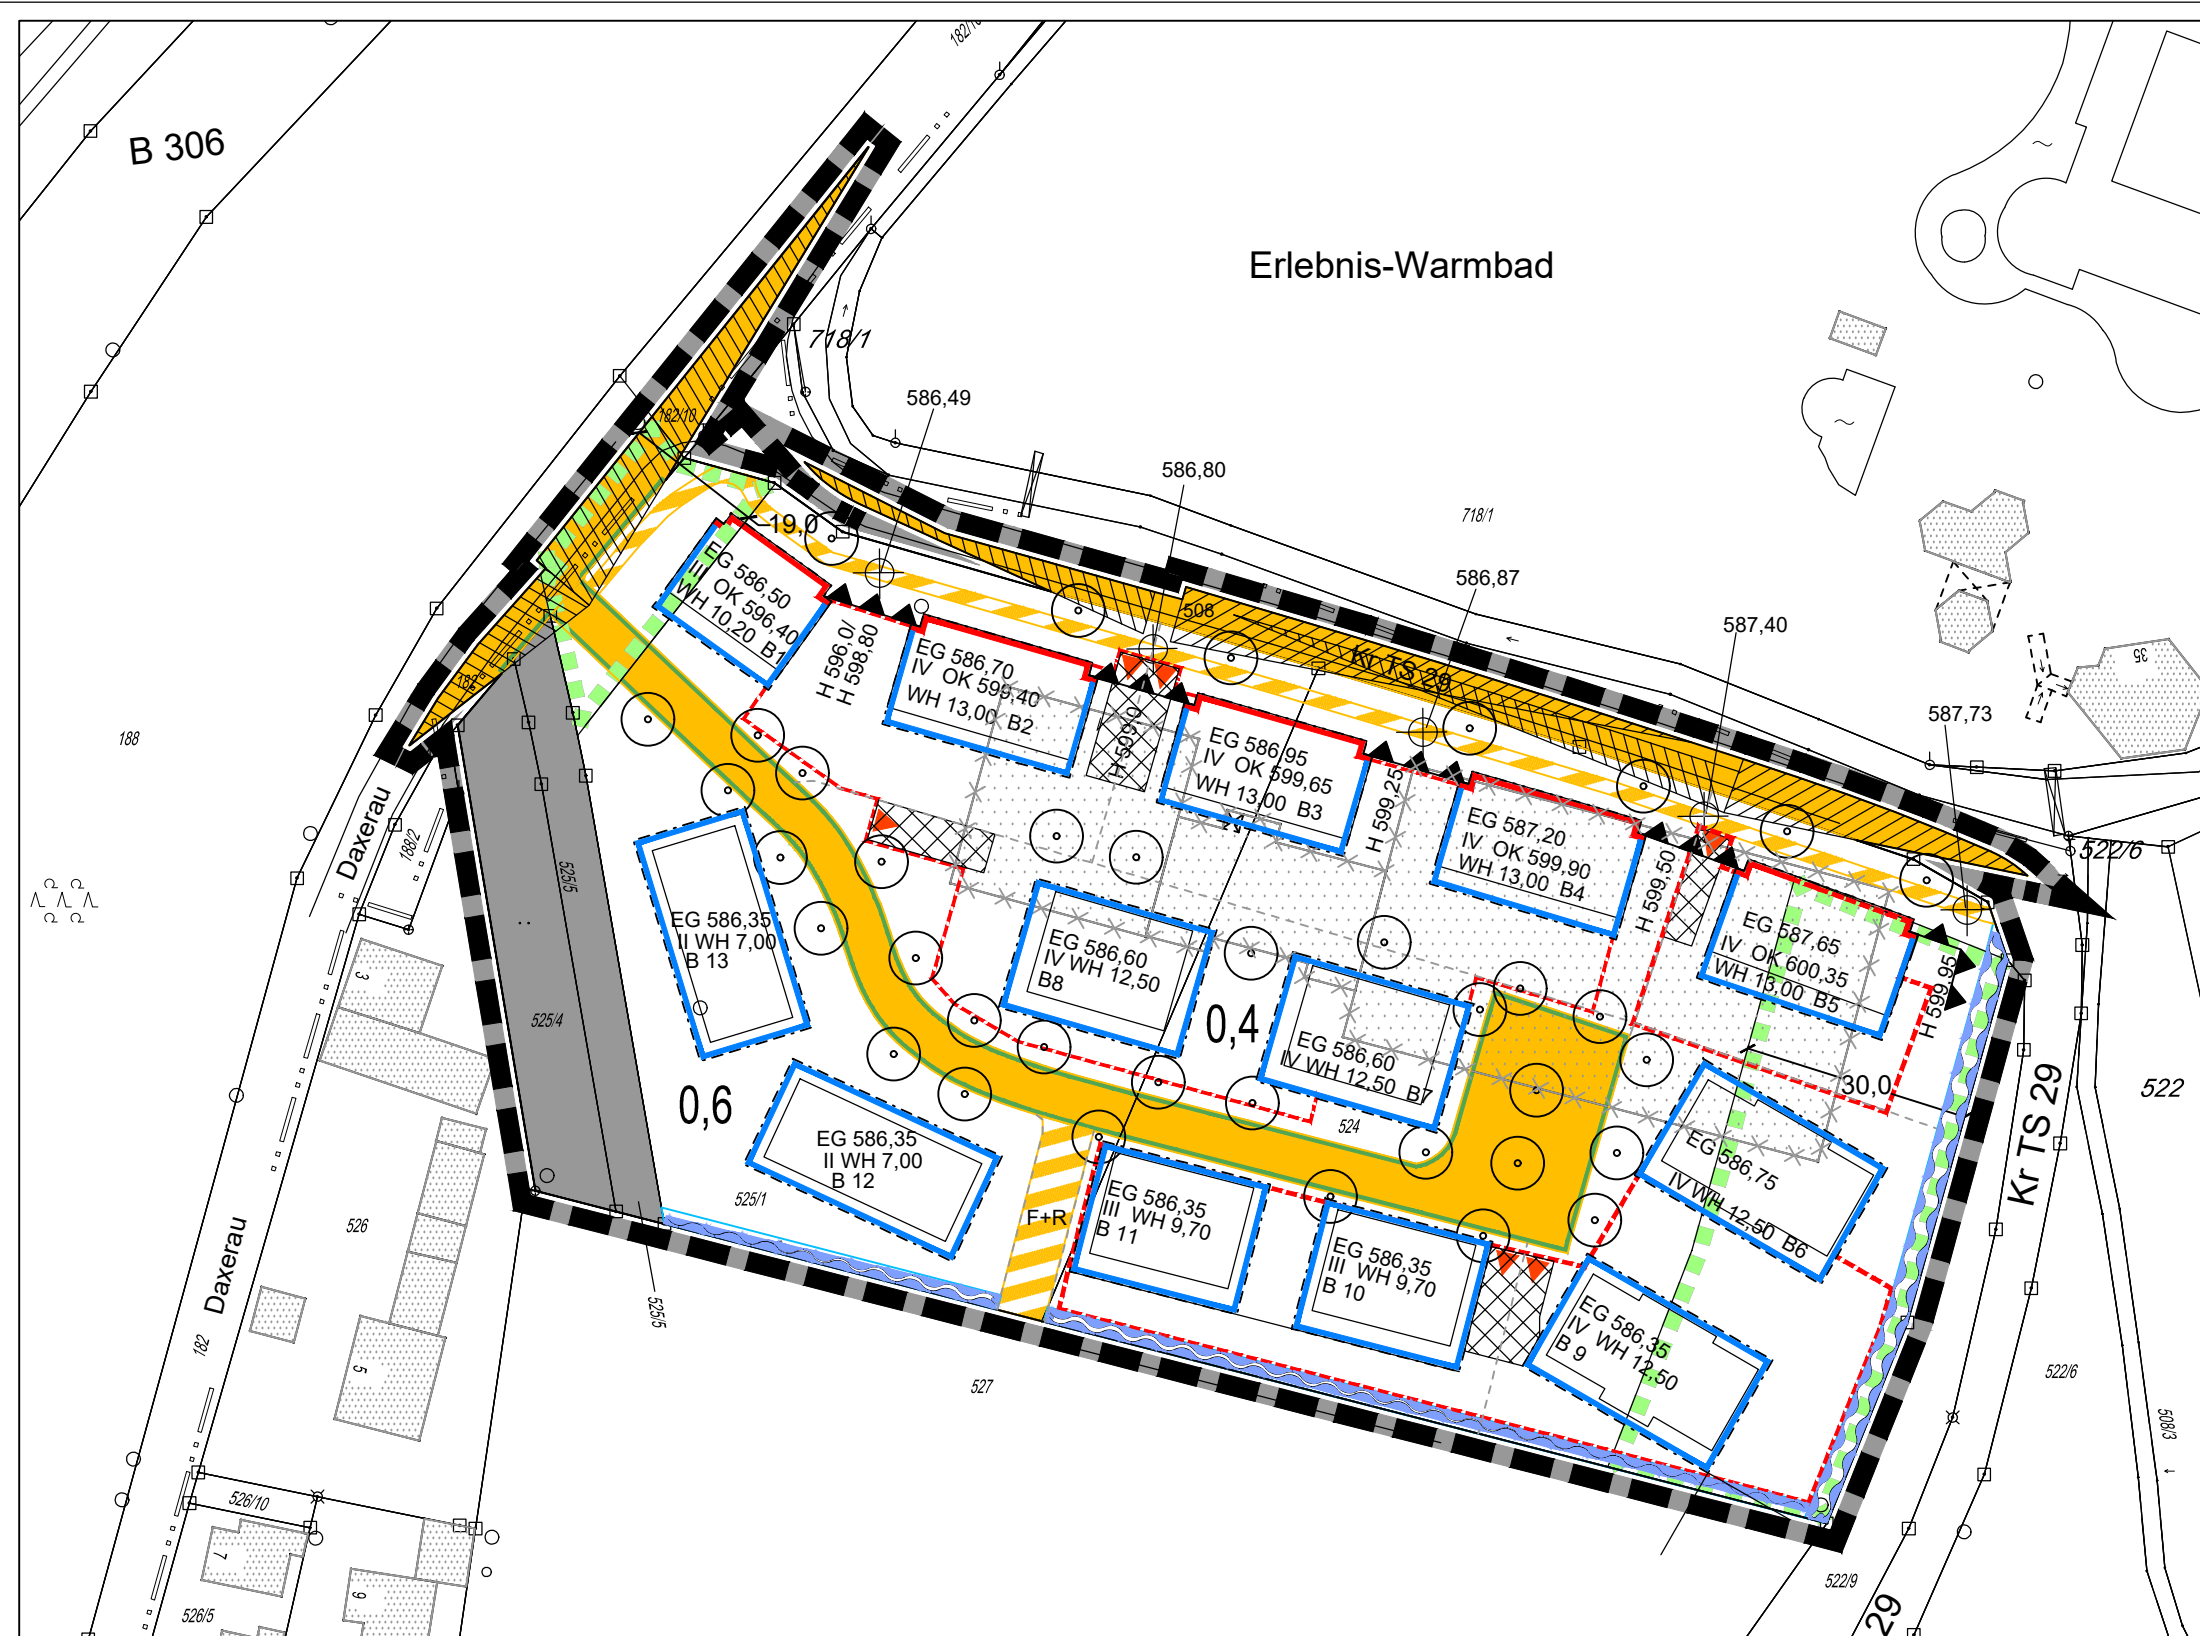 182/10
B 306
Erlebnis-Warmbad
718/1
586,49
182/10
586,80
718/1
19,0
586,87
EG 586,50
III OK 596,40
WH 10,20 B1
508
587,40
H 596,0/
H 598,80
EG 586,70
IV OK 599,40
WH 13,00 B2
Kr TS 29
35
182
587,73
188
H 599,0
EG 586,95
IV OK 599,65
WH 13,00 B3
H 599,25
EG 587,20
IV OK 599,90
WH 13,00 B4
H 599,50
522/6
Daxerau
188/2
525/5
EG 587,65
IV OK 600,35
WH 13,00 B5
H 599,95
EG 586,35
II WH 7,00
B 13
EG 586,60
IV WH 12,50
B8
3
525/4
0,4
EG 586,60
IV WH 12,50 B7
30,0
522
0,6
524
Kr TS 29
EG 586,35
II WH 7,00
B 12
EG 586,75
IV WH 12,50 B6
525/1
526
F+R
EG 586,35
III WH 9,70
B 11
EG 586,35
III WH 9,70
B 10
Daxerau
525/5
EG 586,35
IV WH 12,50
B 9
182
5
527
522/6
508/3
526/10
7
9
522/9
526/5
29